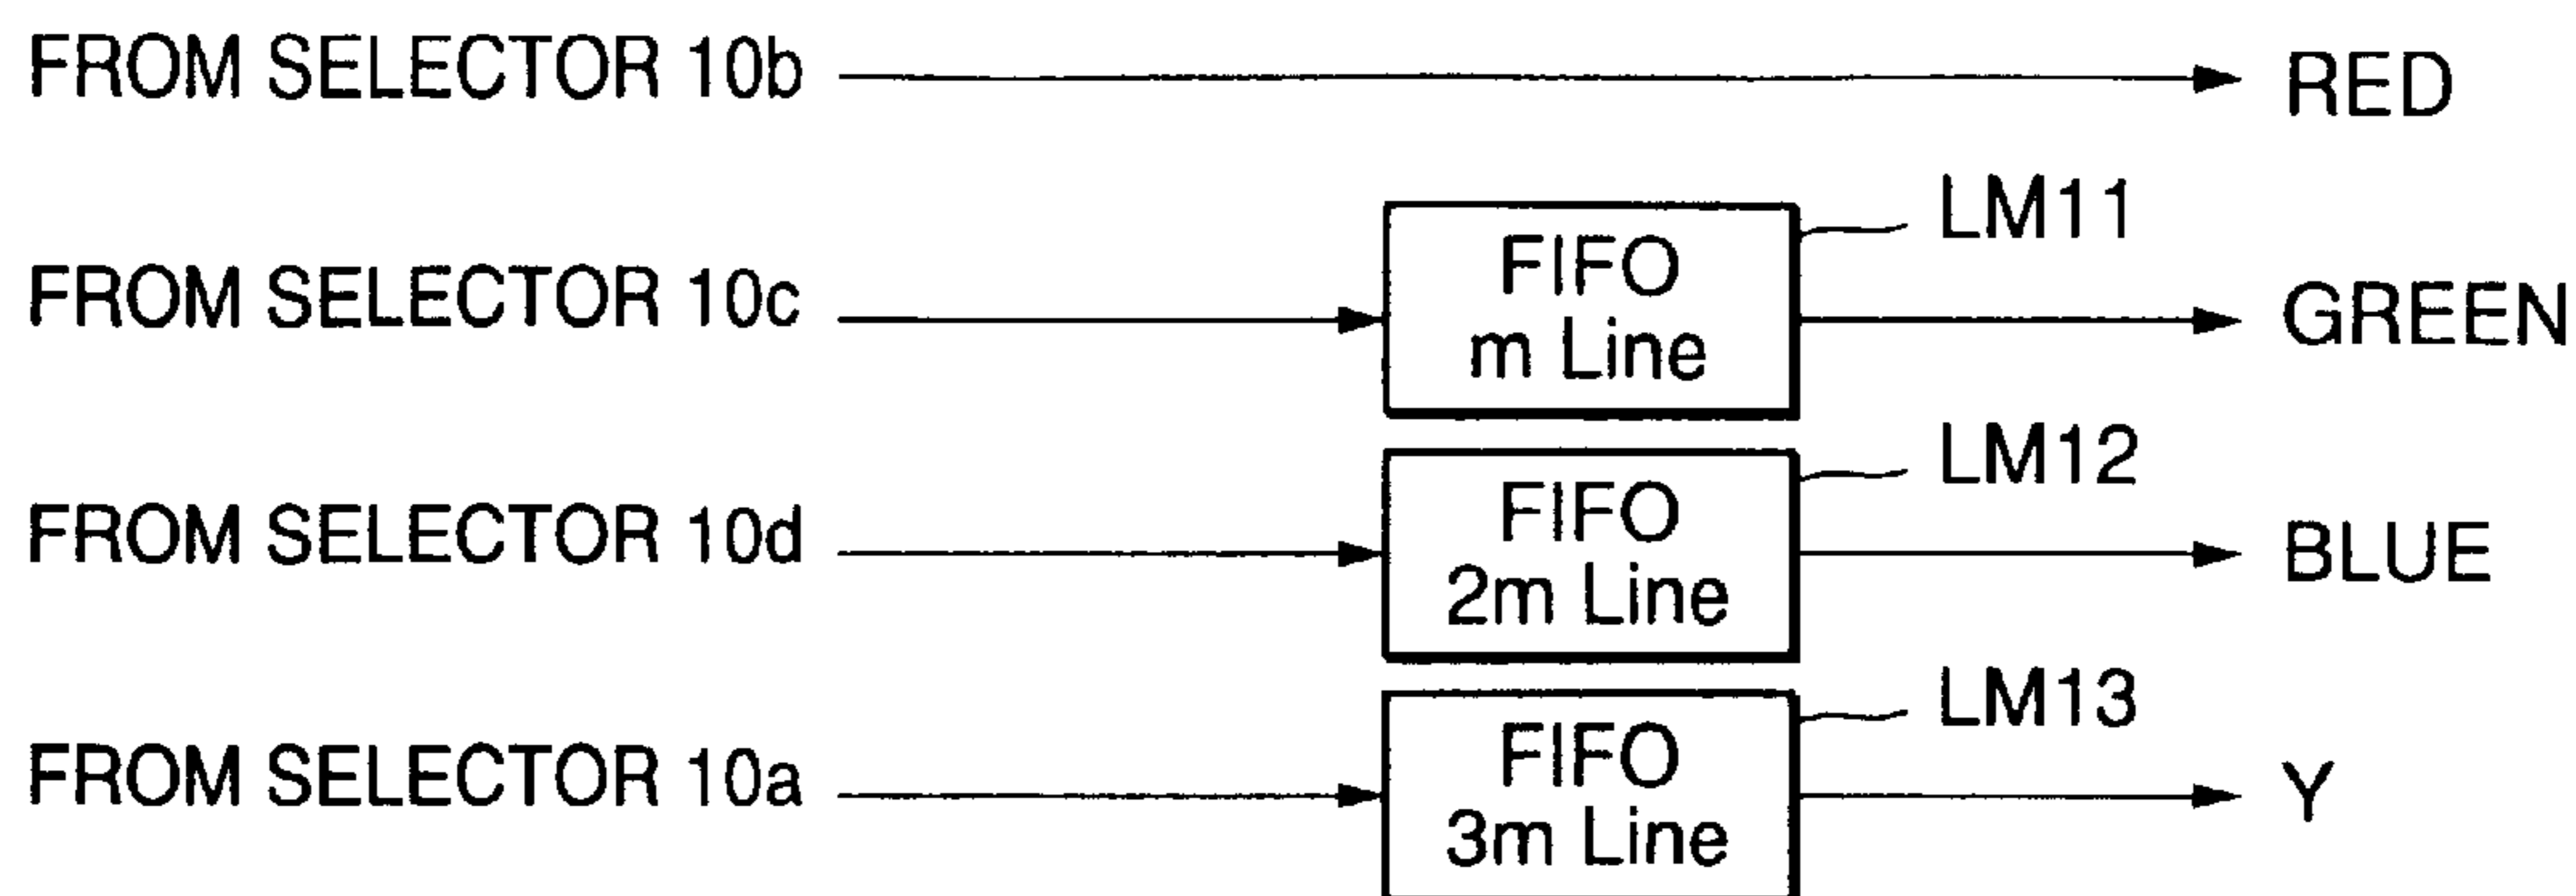 FROM SELECTOR 10b
RED
LM11
FROM SELECTOR 10c
FIFO
m Line
GREEN
LM12
FROM SELECTOR 10d
FIFO
2m Line
BLUE
LM13
FROM SELECTOR 10a
FIFO
3m Line
Y